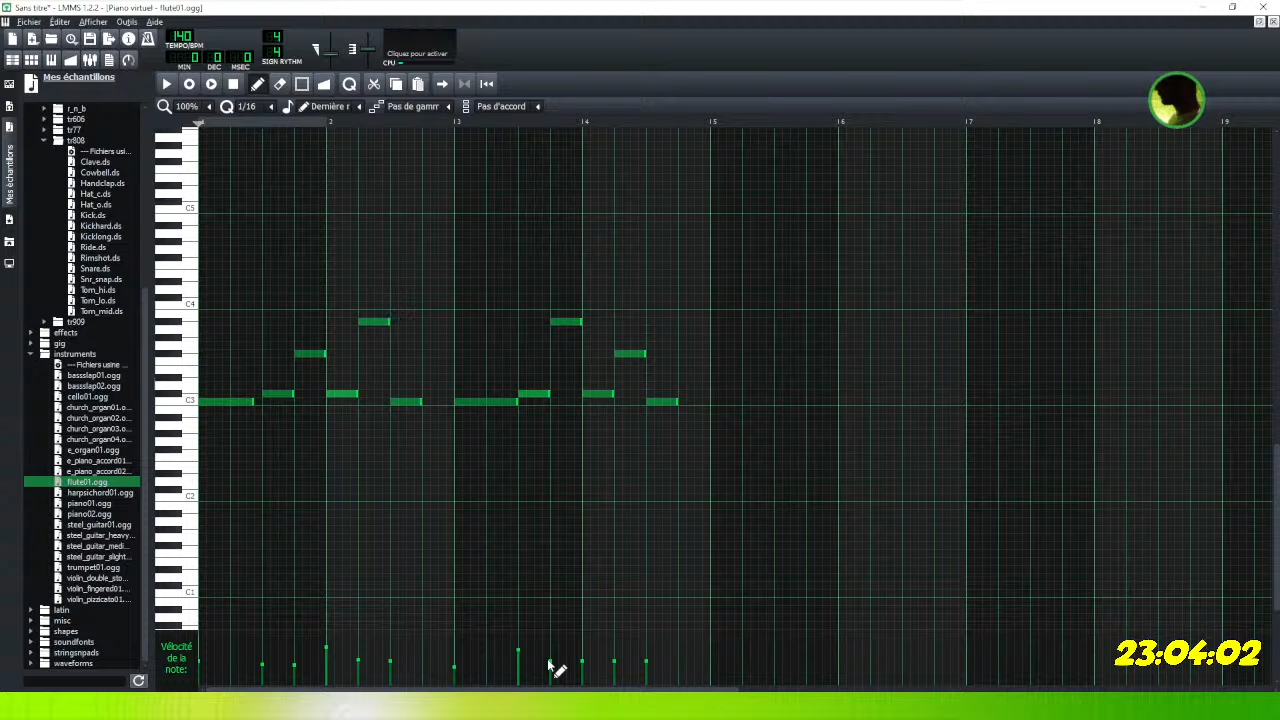 Sans titre* - LMMS 1.2.2 - [Piano virtuel - flute01.ogg]
Fichier Éditer Afficher Outils Aide
140
TEMPO/BPM
0 0 0
MIN SEC MSEC
4
4
SIGN RYTHM
Cliquez pour activer
CPU
Mes échantillons
Mes échantillons
100% 1/16 Dernière r Pas de gamm Pas d'accord
2 3 4 5 6 7 8 9
r_n_b
tr606
tr77
tr808
--- Fichiers usi...
Clave.ds
Cowbell.ds
Handclap.ds
Hat_c.ds
Hat_o.ds
Kick.ds
Kickhard.ds
Kicklong.ds
Ride.ds
Rimshot.ds
Snare.ds
Snr_snap.ds
Tom_hi.ds
Tom_lo.ds
Tom_mid.ds
tr909
effects
gig
instruments
--- Fichiers usine ...
bassslap01.ogg
bassslap02.ogg
cello01.ogg
church_organ01.o...
church_organ02.o...
church_organ03.o...
church_organ04.o...
e_organ01.ogg
e_piano_accord01...
e_piano_accord02...
flute01.ogg
harpsichord01.ogg
piano01.ogg
piano02.ogg
steel_guitar01.ogg
steel_guitar_heavy...
steel_guitar_medi...
steel_guitar_slight...
trumpet01.ogg
violin_double_sto...
violin_fingered01...
violin_pizzicato01...
latin
misc
shapes
soundfonts
stringsnpads
waveforms
C5
C4
C3
C2
C1
Vélocité
de la
note:
23:04:02